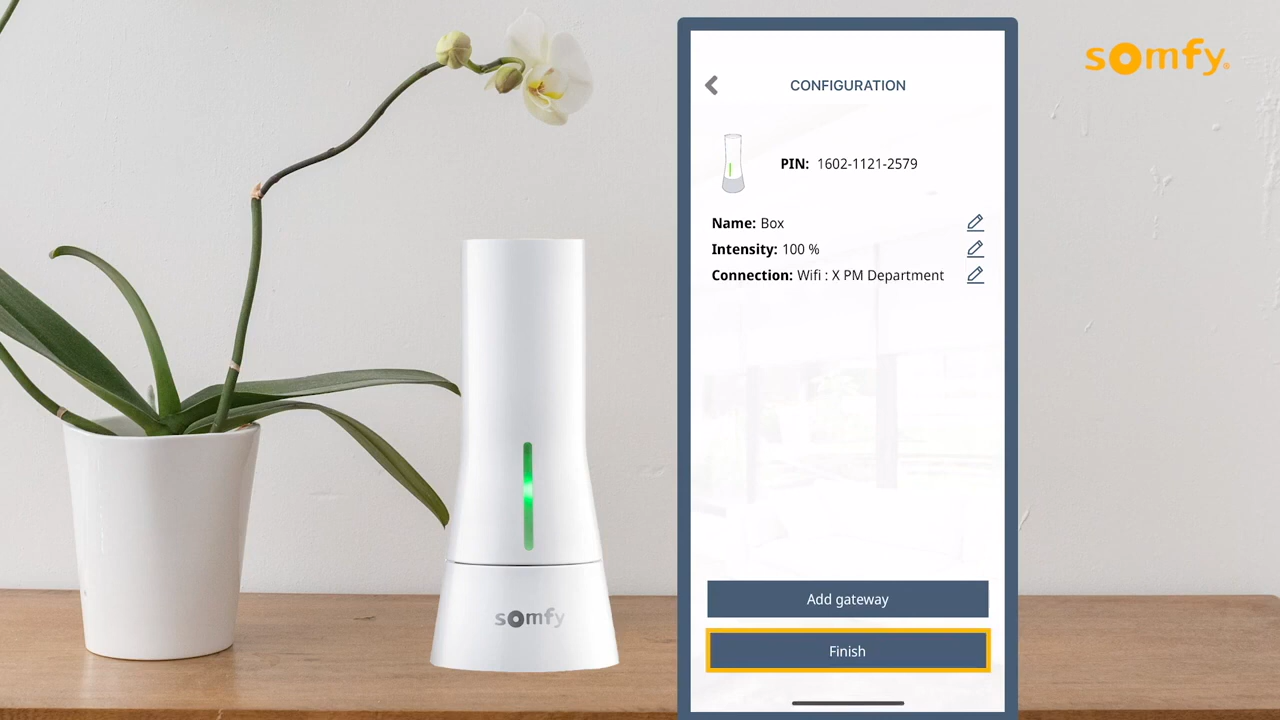 somfy
CONFIGURATION
PIN: 1602-1121-2579
Name: Box
Intensity: 100 %
Connection: Wifi : X PM Department
Add gateway
Finish
somfy